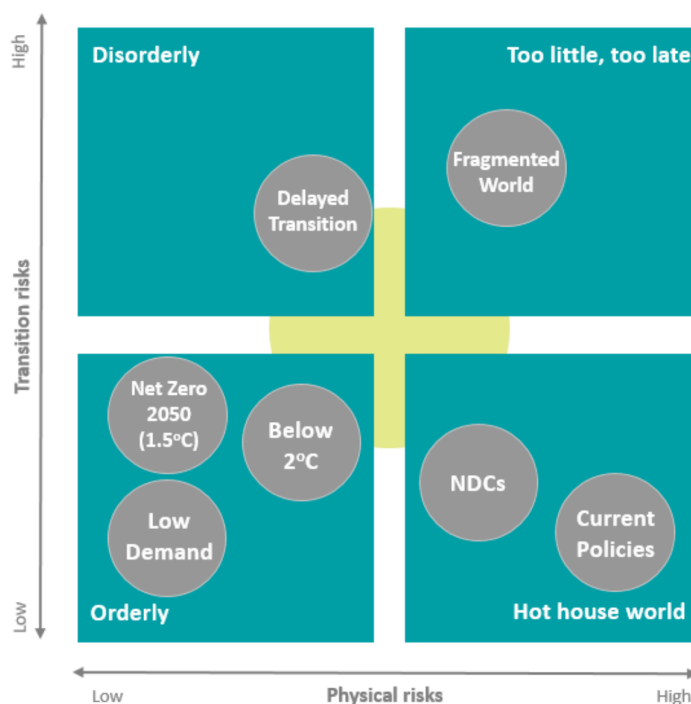 High
Transition risks
Low
Disorderly
Delayed
Transition
Too little, too late
Fragmented
World
Net Zero
2050
(1.5°C)
Below
2°C
Low
Demand
Orderly
NDCs
Current
Policies
Hot house world
Low
Physical risks
High